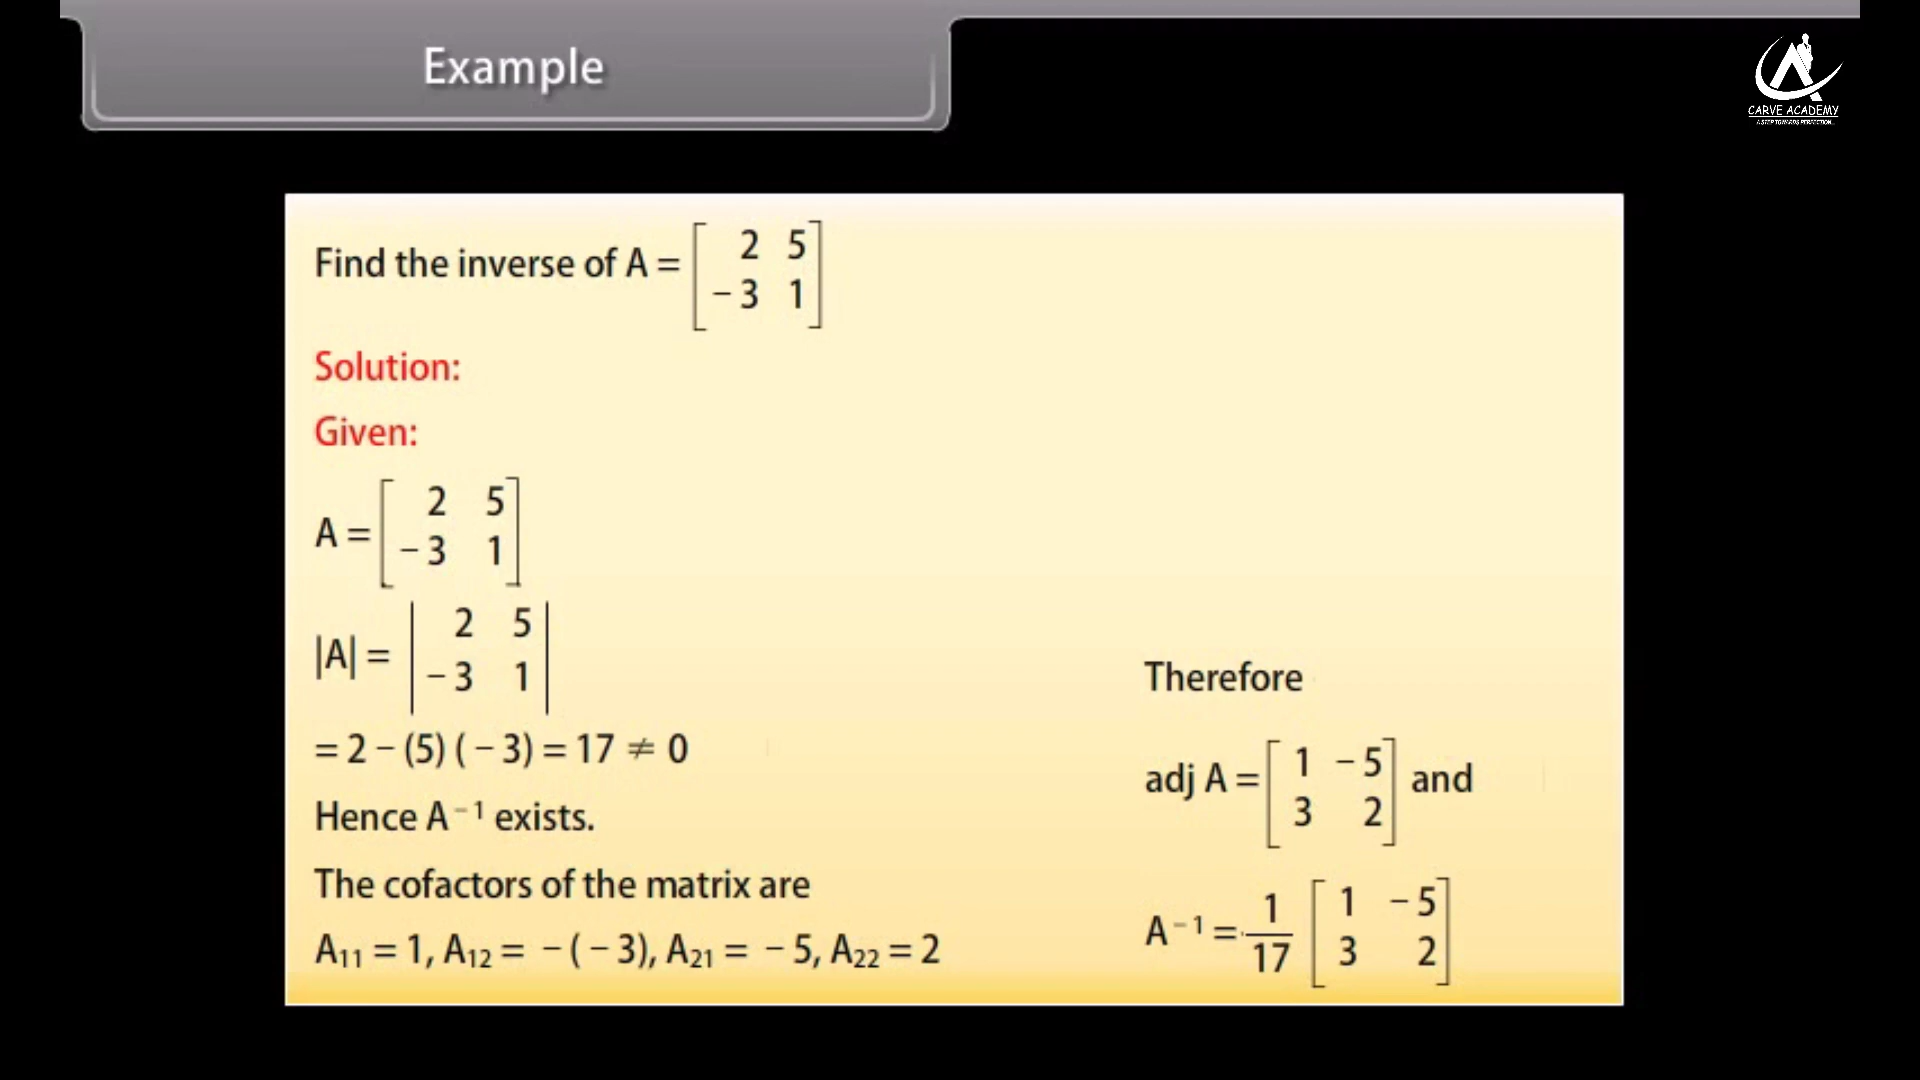 Example
CARVE ACADEMY
A STEP TOWARDS PERFECTION...
Find the inverse of A = [ 2 5
− 3 1 ]
Solution:
Given:
A = [ 2 5
− 3 1 ]
|A| = | 2 5
− 3 1 |
= 2 − (5) ( − 3) = 17 ≠ 0
Hence A⁻¹ exists.
The cofactors of the matrix are
A₁₁ = 1, A₁₂ = − ( − 3), A₂₁ = − 5, A₂₂ = 2
Therefore
adj A = [ 1 − 5
3 2 ] and
A⁻¹ = 1/17 [ 1 − 5
3 2 ]